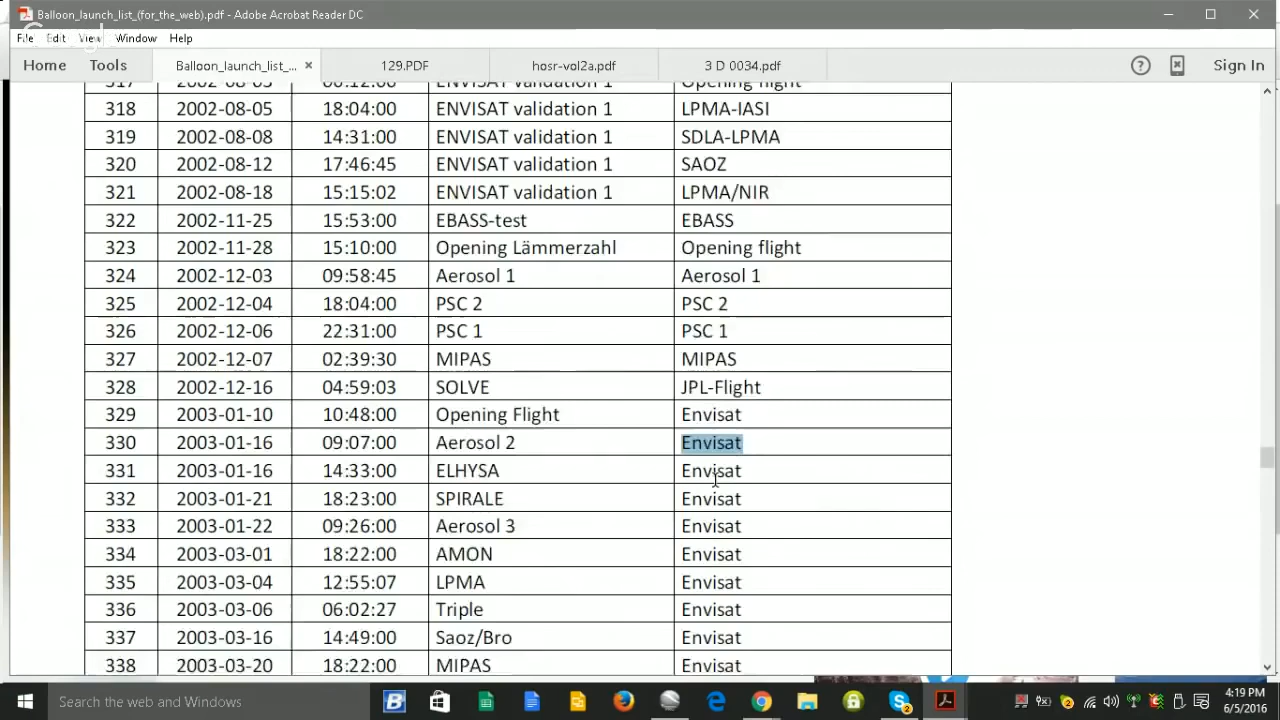 Balloon_launch_list_(for_the_web).pdf - Adobe Acrobat Reader DC
File Edit View Window Help
Google
Home Tools Balloon_launch_list_... × 129.PDF hosr-vol2a.pdf 3 D 0034.pdf ? Sign In
317 2002-08-05 06:12:00 ENVISAT validation 1 Opening flight
318 2002-08-05 18:04:00 ENVISAT validation 1 LPMA-IASI
319 2002-08-08 14:31:00 ENVISAT validation 1 SDLA-LPMA
320 2002-08-12 17:46:45 ENVISAT validation 1 SAOZ
321 2002-08-18 15:15:02 ENVISAT validation 1 LPMA/NIR
322 2002-11-25 15:53:00 EBASS-test EBASS
323 2002-11-28 15:10:00 Opening Lämmerzahl Opening flight
324 2002-12-03 09:58:45 Aerosol 1 Aerosol 1
325 2002-12-04 18:04:00 PSC 2 PSC 2
326 2002-12-06 22:31:00 PSC 1 PSC 1
327 2002-12-07 02:39:30 MIPAS MIPAS
328 2002-12-16 04:59:03 SOLVE JPL-Flight
329 2003-01-10 10:48:00 Opening Flight Envisat
330 2003-01-16 09:07:00 Aerosol 2 Envisat
331 2003-01-16 14:33:00 ELHYSA Envisat
332 2003-01-21 18:23:00 SPIRALE Envisat
333 2003-01-22 09:26:00 Aerosol 3 Envisat
334 2003-03-01 18:22:00 AMON Envisat
335 2003-03-04 12:55:07 LPMA Envisat
336 2003-03-06 06:02:27 Triple Envisat
337 2003-03-16 14:49:00 Saoz/Bro Envisat
338 2003-03-20 18:22:00 MIPAS Envisat
Search the web and Windows
4:19 PM
6/5/2016